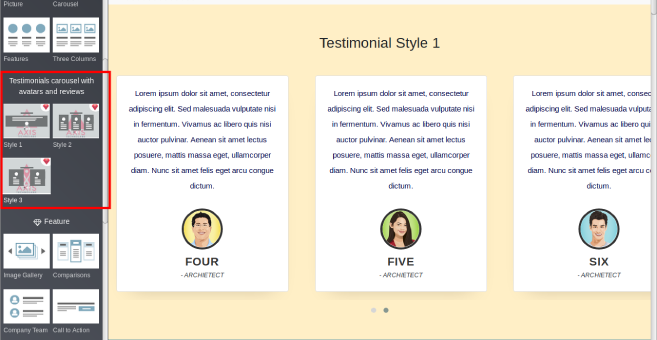 Picture
Carousel
Features
Three Columns
Testimonials carousel with
avatars and reviews
AXIS
Style 1
Style 2
Style 3
Feature
Image Gallery
Comparisons
Company Team
Call to Action
Testimonial Style 1
Lorem ipsum dolor sit amet, consectetur
adipiscing elit. Sed malesuada vulputate nisi
in fermentum. Vivamus ac libero quis nisi
auctor pulvinar. Aenean sit amet lectus
posuere, mattis massa eget, ullamcorper
diam. Nunc sit amet felis eget arcu congue
dictum.
FOUR
- ARCHIETECT
Lorem ipsum dolor sit amet, consectetur
adipiscing elit. Sed malesuada vulputate nisi
in fermentum. Vivamus ac libero quis nisi
auctor pulvinar. Aenean sit amet lectus
posuere, mattis massa eget, ullamcorper
diam. Nunc sit amet felis eget arcu congue
dictum.
FIVE
- ARCHIETECT
Lorem ipsum dolor sit amet, consec
adipiscing elit. Sed malesuada vulputat
in fermentum. Vivamus ac libero quis
auctor pulvinar. Aenean sit amet lect
posuere, mattis massa eget, ullamcor
diam. Nunc sit amet felis eget arcu con
dictum.
SIX
- ARCHIETECT